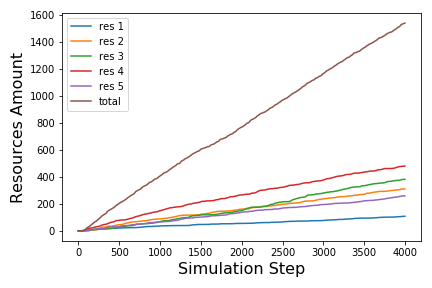 1600
1400
1200
1000
800
600
400
200
0
Resources Amount
res 1
res 2
res 3
res 4
res 5
total
0 500 1000 1500 2000 2500 3000 3500 4000
Simulation Step